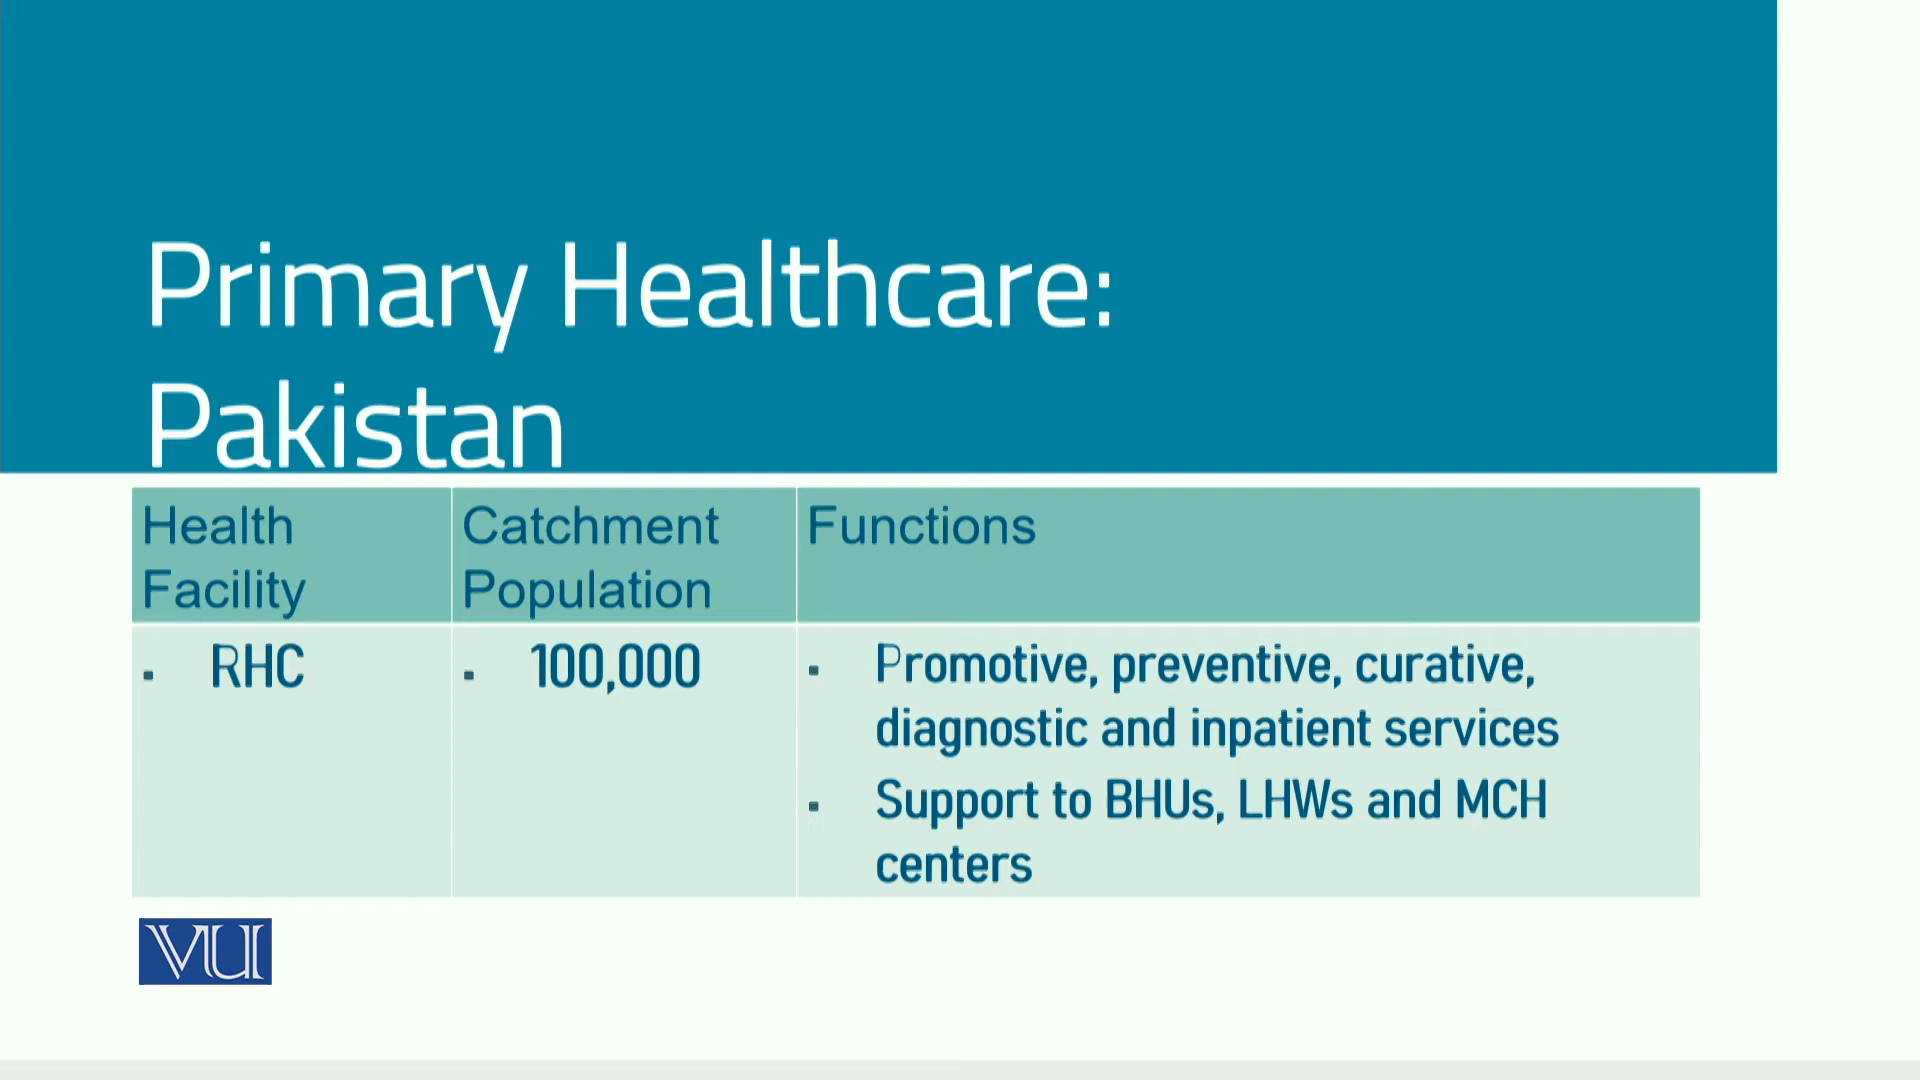 Primary Healthcare:
Pakistan
Health
Facility
Catchment
Population
Functions
▪ RHC
▪ 100,000
▪ Promotive, preventive, curative,
diagnostic and inpatient services
▪ Support to BHUs, LHWs and MCH
centers
VU